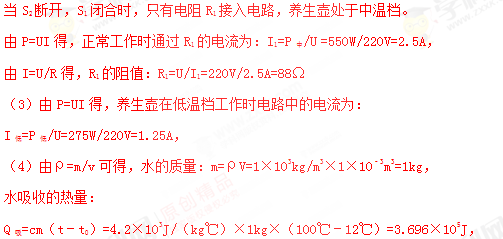 当 S₂断开，S₁闭合时，只有电阻 R₁接入电路，养生壶处于中温档。
由 P=UI 得，正常工作时通过 R₁的电流为：I₁=P 中/U =550W/220V=2.5A，
由 I=U/R 得，R₁的阻值：R₁=U/I₁=220V/2.5A=88Ω
（3）由 P=UI 得，养生壶在低温档工作时电路中的电流为：
I 低=P 低/U=275W/220V=1.25A，
（4）由ρ=m/v 可得，水的质量：m=ρV=1×10³kg/m³×1×10⁻³m³=1kg，
水吸收的热量：
Q 吸=cm（t－t₀）=4.2×10³J/（kg℃）×1kg×（100℃－12℃）=3.696×10⁵J，